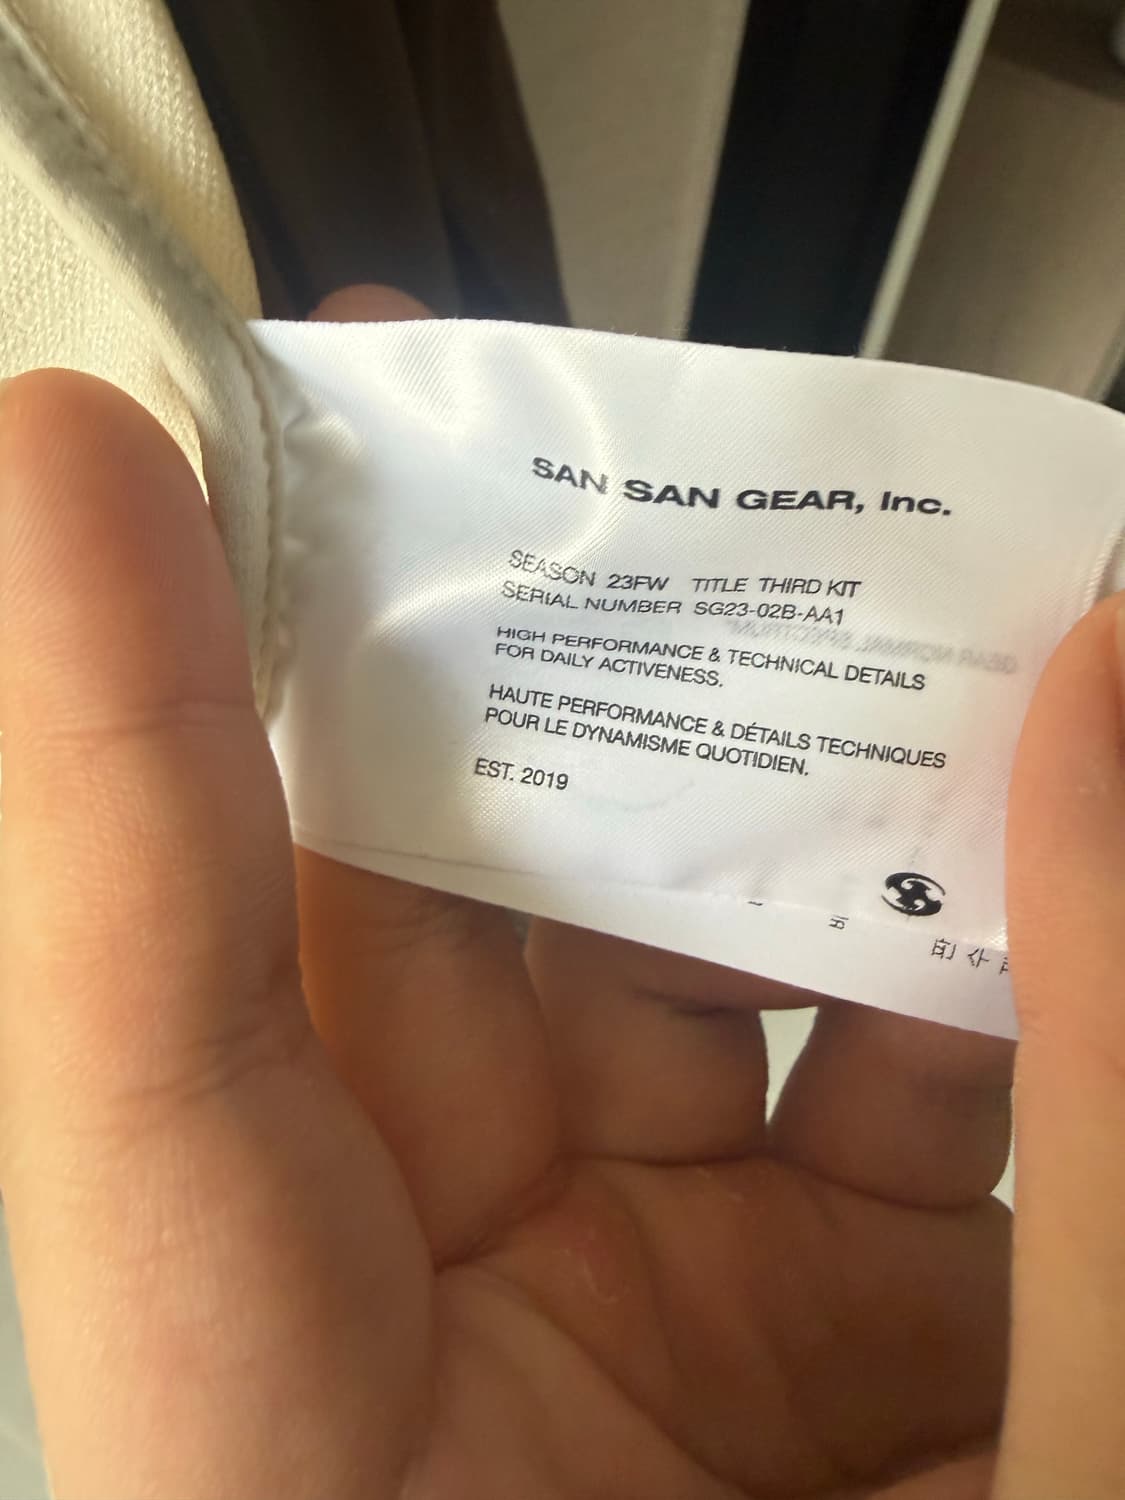 SAN SAN GEAR, Inc.
SEASON 23FW TITLE THIRD KIT
SERIAL NUMBER SG23-02B-AA1
HIGH PERFORMANCE & TECHNICAL DETAILS
FOR DAILY ACTIVENESS.
HAUTE PERFORMANCE & DÉTAILS TECHNIQUES
POUR LE DYNAMISME QUOTIDIEN.
EST. 2019